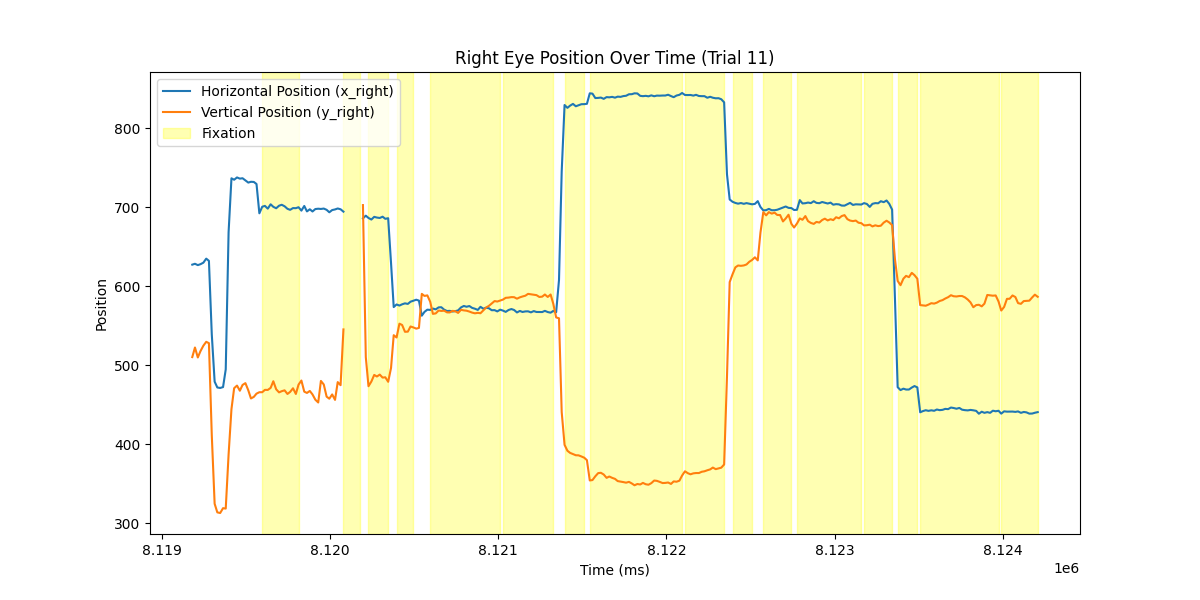 Right Eye Position Over Time (Trial 11)
Horizontal Position (x_right)
Vertical Position (y_right)
Fixation
800
700
600
500
400
300
Position
8.119 8.120 8.121 8.122 8.123 8.124
1e6
Time (ms)